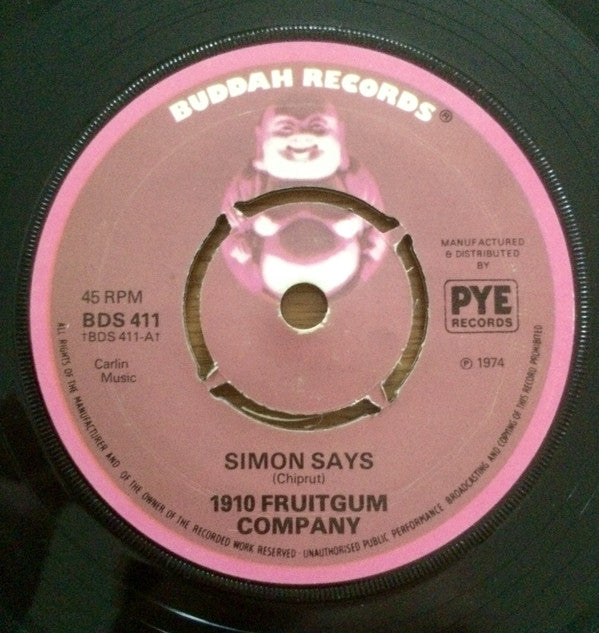 BUDDAH RECORDS®
MANUFACTURED
& DISTRIBUTED
BY
PYE
RECORDS
℗ 1974
45 RPM
BDS 411
†BDS 411-A†
Carlin
Music
SIMON SAYS
(Chiprut)
1910 FRUITGUM
COMPANY
ALL RIGHTS OF THE MANUFACTURER AND OF THE OWNER OF THE RECORDED WORK RESERVED · UNAUTHORISED PUBLIC PERFORMANCE BROADCASTING AND COPYING OF THIS RECORD PROHIBITED